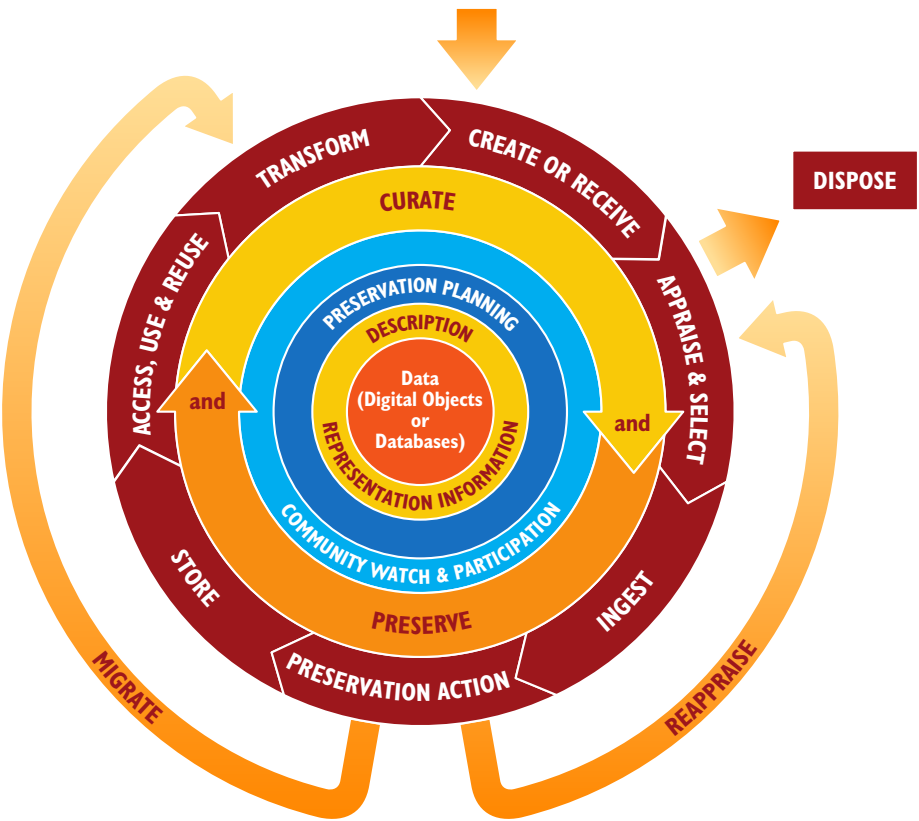 TRANSFORM
CREATE OR RECEIVE
DISPOSE
CURATE
ACCESS, USE & REUSE
APPRAISE & SELECT
PRESERVATION PLANNING
DESCRIPTION
Data
(Digital Objects
or
Databases)
and
and
REPRESENTATION INFORMATION
COMMUNITY WATCH & PARTICIPATION
STORE
INGEST
PRESERVE
PRESERVATION ACTION
MIGRATE
REAPPRAISE